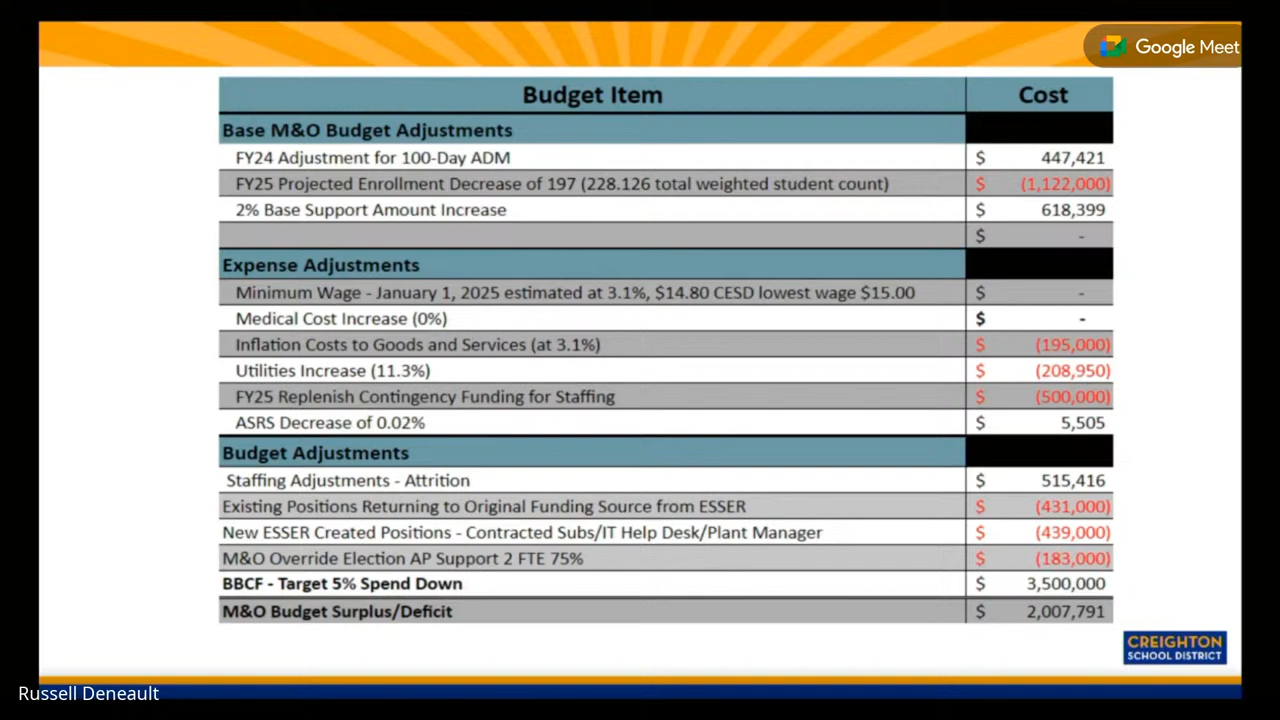 Google Meet
Budget Item Cost
Base M&O Budget Adjustments
FY24 Adjustment for 100-Day ADM $ 447,421
FY25 Projected Enrollment Decrease of 197 (228.126 total weighted student count) $ (1,122,000)
2% Base Support Amount Increase $ 618,399
$ -
Expense Adjustments
Minimum Wage - January 1, 2025 estimated at 3.1%, $14.80 CESD lowest wage $15.00 $ -
Medical Cost Increase (0%) $ -
Inflation Costs to Goods and Services (at 3.1%) $ (195,000)
Utilities Increase (11.3%) $ (208,950)
FY25 Replenish Contingency Funding for Staffing $ (500,000)
ASRS Decrease of 0.02% $ 5,505
Budget Adjustments
Staffing Adjustments - Attrition $ 515,416
Existing Positions Returning to Original Funding Source from ESSER $ (431,000)
New ESSER Created Positions - Contracted Subs/IT Help Desk/Plant Manager $ (439,000)
M&O Override Election AP Support 2 FTE 75% $ (183,000)
BBCF - Target 5% Spend Down $ 3,500,000
M&O Budget Surplus/Deficit $ 2,007,791
CREIGHTON
SCHOOL DISTRICT
Russell Deneault